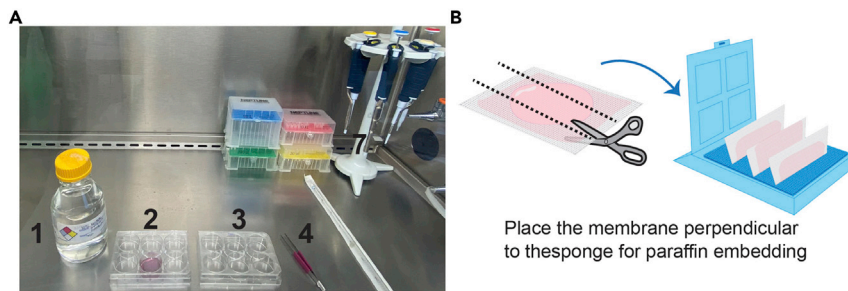 A
B
1
2
3
4
7
Place the membrane perpendicular
to thesponge for paraffin embedding